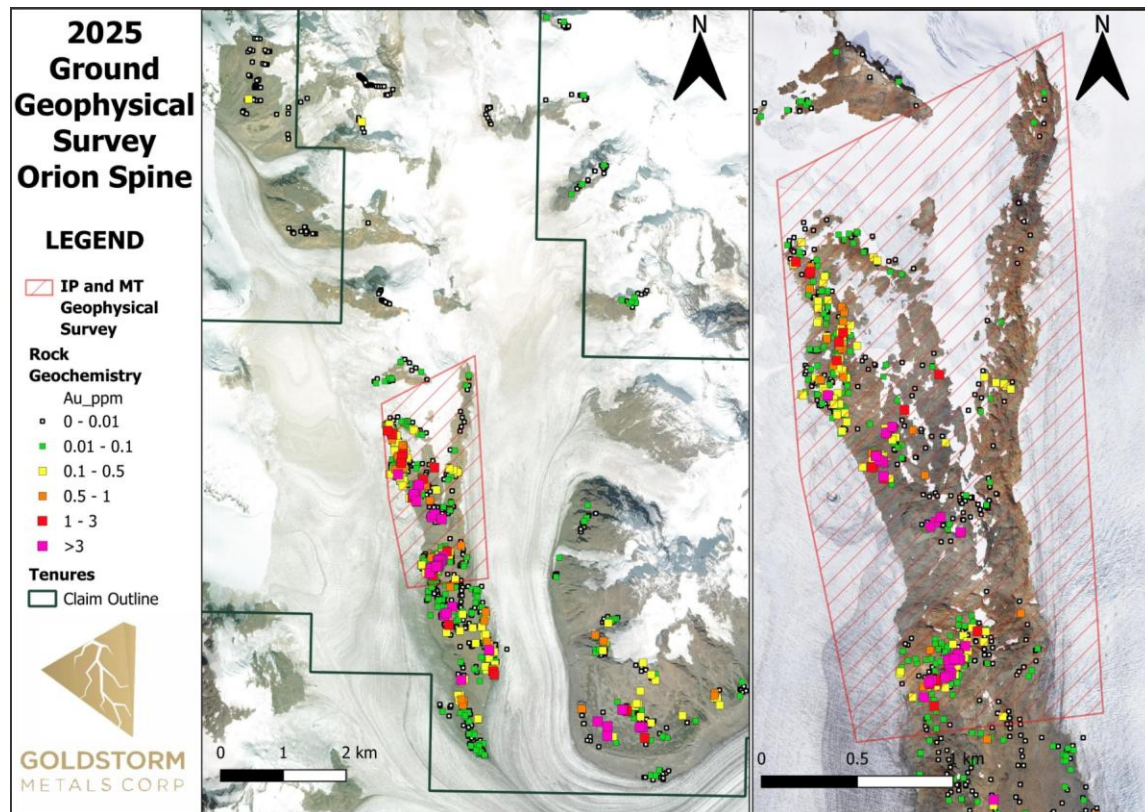 2025
Ground
Geophysical
Survey
Orion Spine
LEGEND
IP and MT
Geophysical
Survey
Rock
Geochemistry
Au_ppm
0 - 0.01
0.01 - 0.1
0.1 - 0.5
0.5 - 1
1 - 3
>3
Tenures
Claim Outline
GOLDSTORM
METALS CORP
N
0 1 2 km
N
0 0.5 1 km